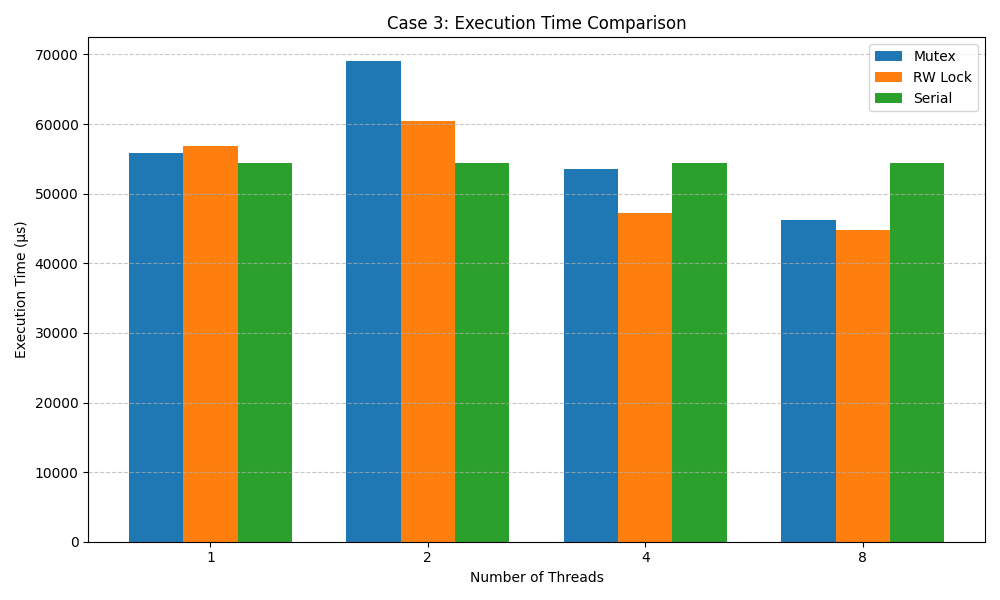 Case 3: Execution Time Comparison
Mutex
RW Lock
Serial
Execution Time (µs)
70000
60000
50000
40000
30000
20000
10000
0
1 2 4 8
Number of Threads